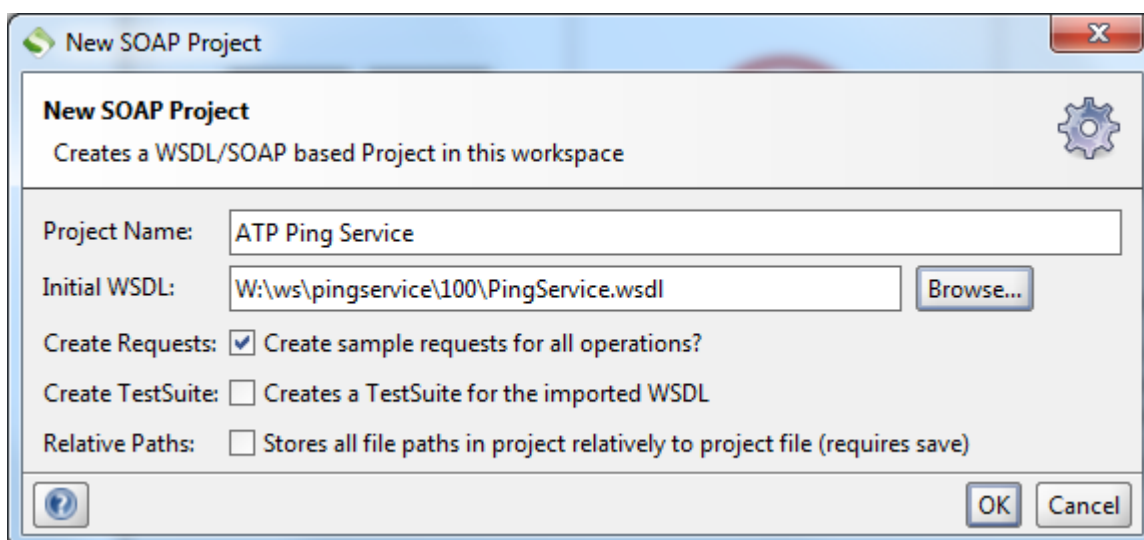 New SOAP Project
New SOAP Project
Creates a WSDL/SOAP based Project in this workspace
Project Name: ATP Ping Service
Initial WSDL: W:\ws\pingservice\100\PingService.wsdl Browse...
Create Requests: Create sample requests for all operations?
Create TestSuite: Creates a TestSuite for the imported WSDL
Relative Paths: Stores all file paths in project relatively to project file (requires save)
? OK Cancel